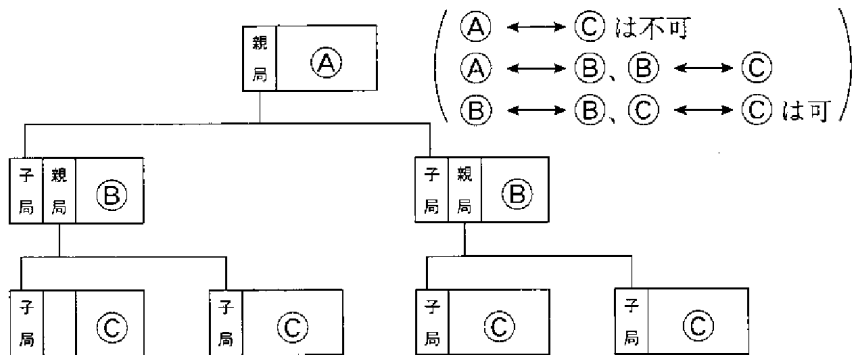 Ⓐ ←→ Ⓒ は不可
Ⓐ ←→ Ⓑ、Ⓑ ←→ Ⓒ
Ⓑ ←→ Ⓑ、Ⓒ ←→ Ⓒ は可
親局 Ⓐ
子局 親局 Ⓑ
子局 親局 Ⓑ
子局 Ⓒ
子局 Ⓒ
子局 Ⓒ
子局 Ⓒ